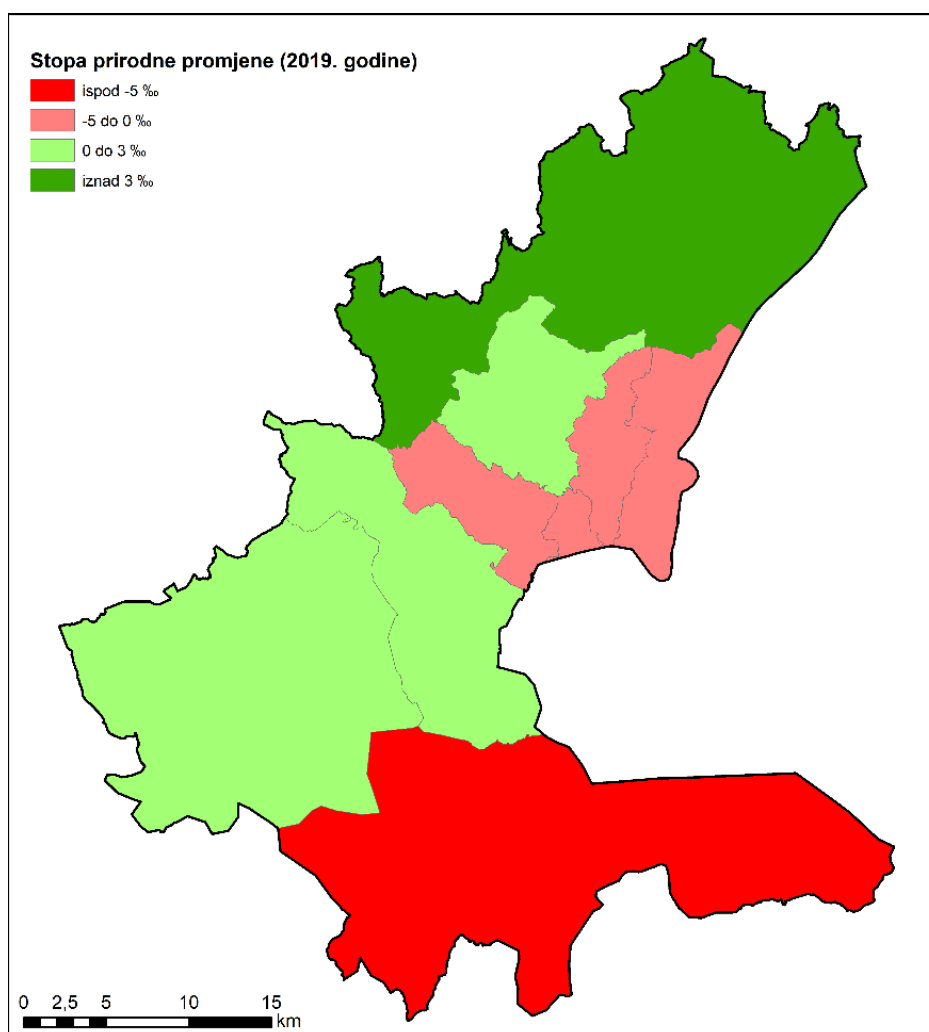 Stopa prirodne promjene (2019. godine)
ispod -5 ‰
-5 do 0 ‰
0 do 3 ‰
iznad 3 ‰
0 2,5 5 10 15
km